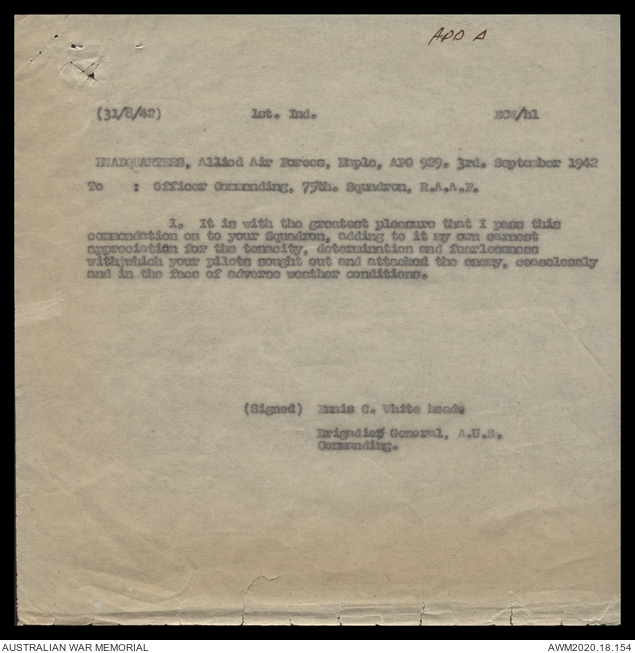 APP A
(31/8/42) 1st. Ind. ECW/hl
HEADQUARTERS, Allied Air Forces, Maple, APO 929. 3rd. September 1942
To : Officer Commanding, 75th. Squadron, R.A.A.F.
1. It is with the greatest pleasure that I pass this
commendation on to your Squadron, adding to it my own earnest
appreciation for the tenacity, determination and fearlessness
with which your pilots sought out and attacked the enemy, ceaselessly
and in the face of adverse weather conditions.
(Signed) Ennis C. White heads
Brigadier General, A.U.S.
Commanding.
AUSTRALIAN WAR MEMORIAL AWM2020.18.154